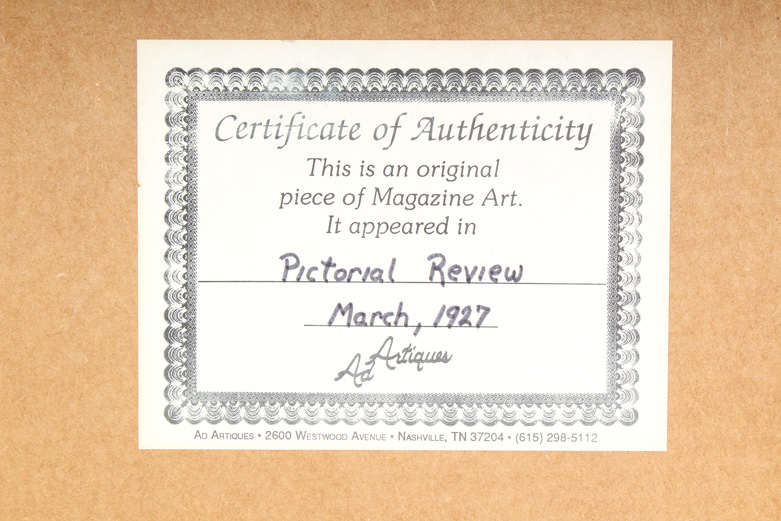 Certificate of Authenticity
This is an original
piece of Magazine Art.
It appeared in
Pictorial Review
March, 1927
Ad Artiques
Ad Artiques • 2600 Westwood Avenue • Nashville, TN 37204 • (615) 298-5112